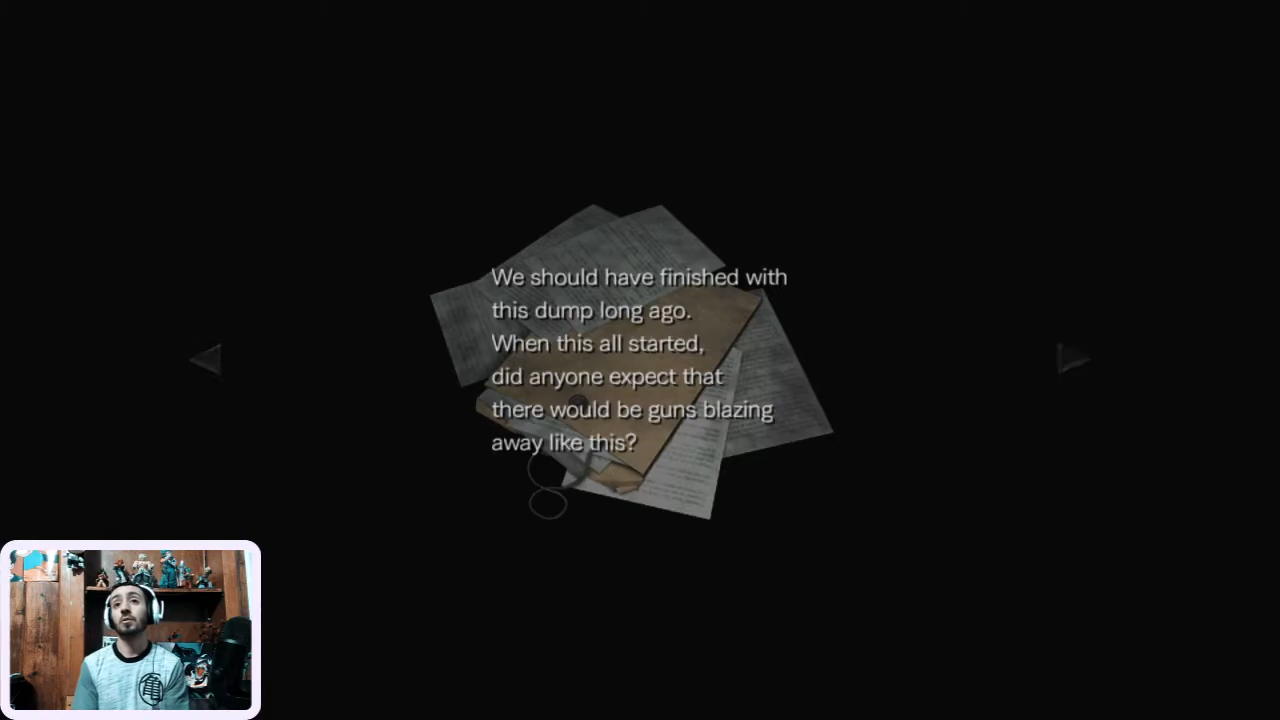 We should have finished with
this dump long ago.
When this all started,
did anyone expect that
there would be guns blazing
away like this?
亀